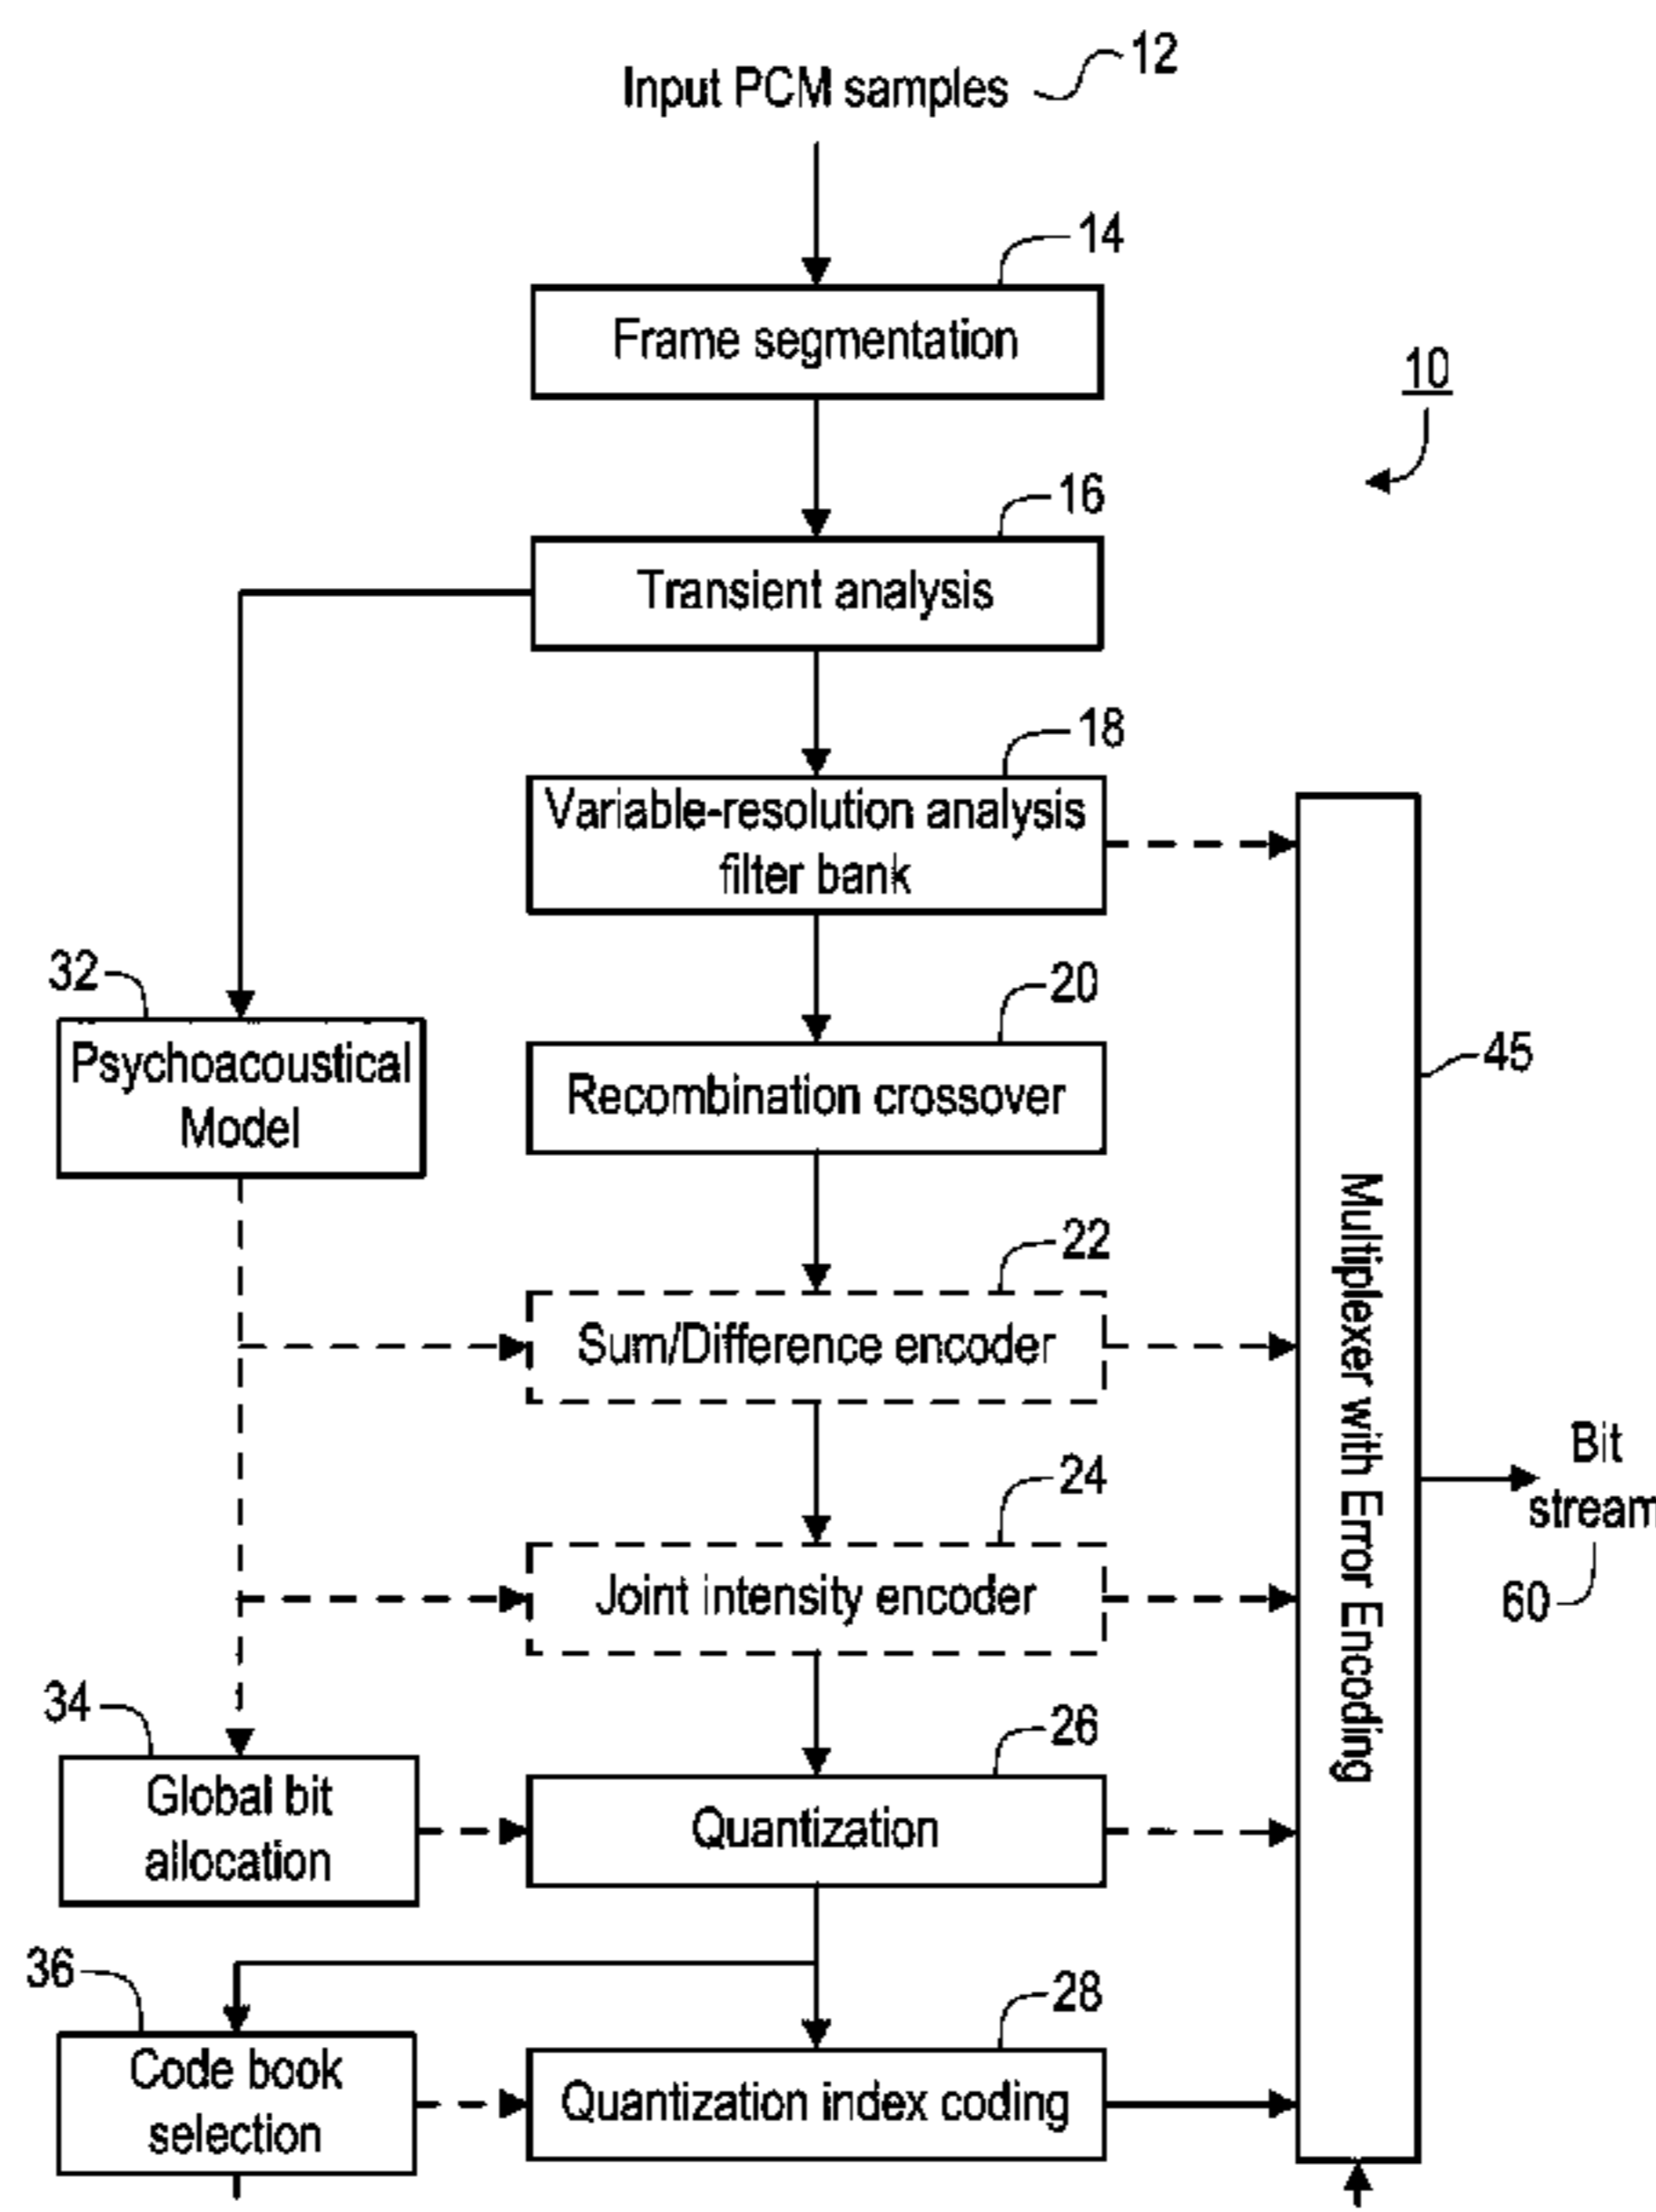 12
Input PCM samples
14
Frame segmentation
10
16
Transient analysis
18
Variable-resolution analysis
filter bank
32
20
Psychoacoustical
Model
Recombination crossover
45
22
Sum/Difference encoder
Multiplexer with Error Encoding
Bit
stream
60
24
Joint intensity encoder
34
26
Global bit
allocation
Quantization
36
28
Code book
selection
Quantization index coding